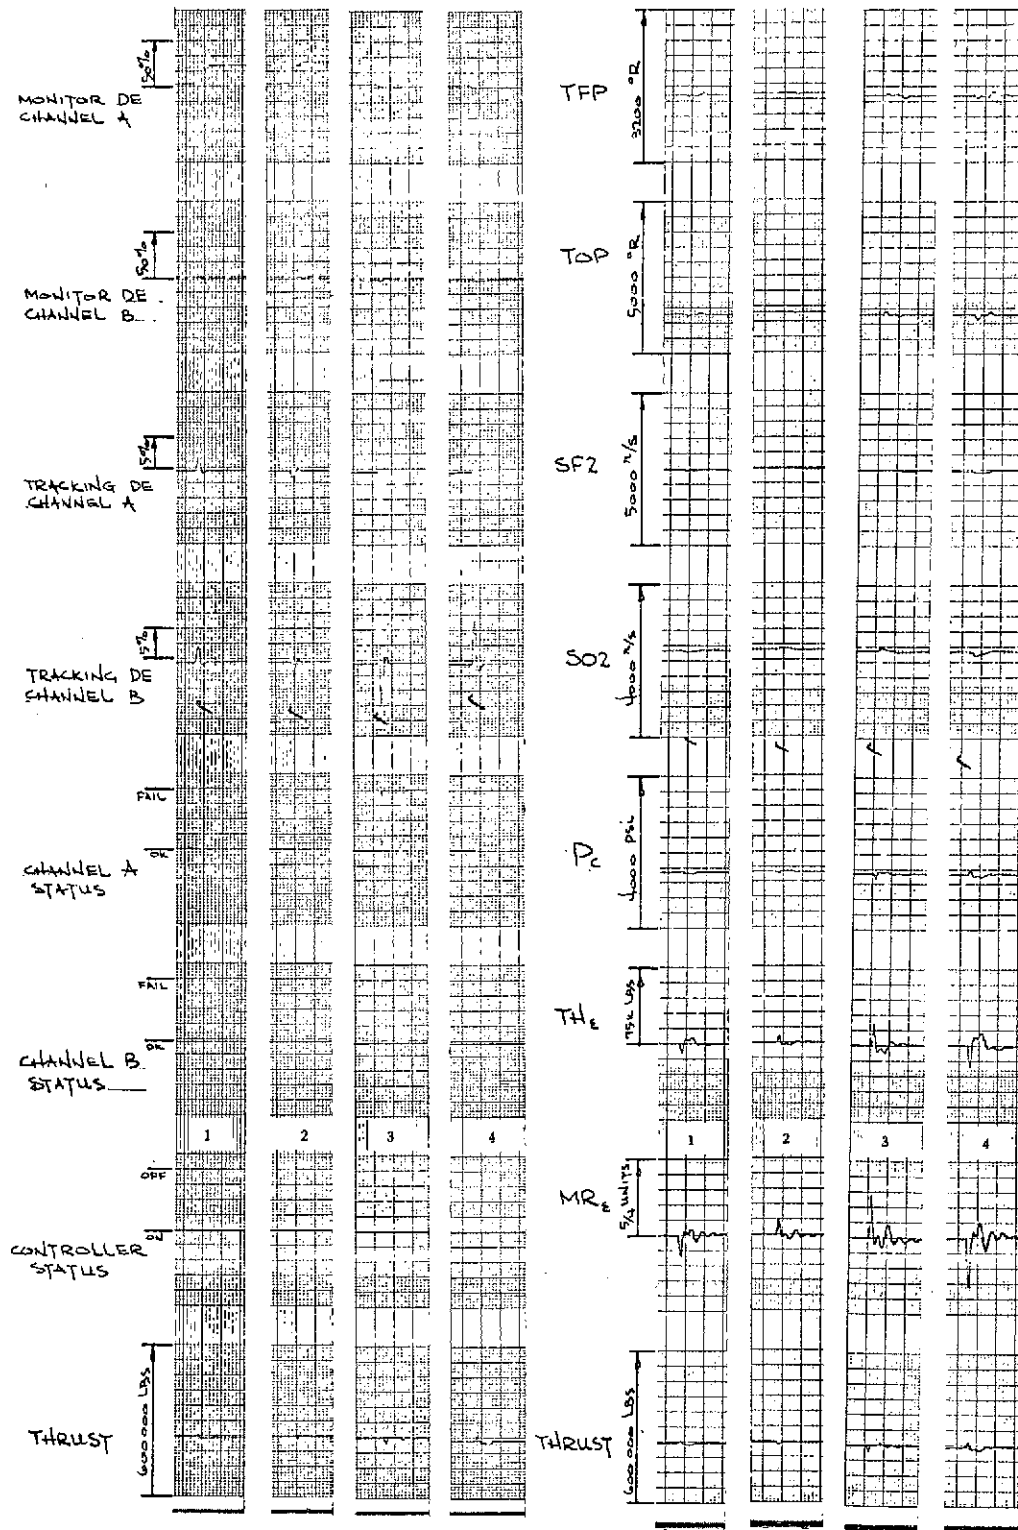 50%
MONITOR DE
CHANNEL A
50%
MONITOR DE
CHANNEL B
5%
TRACKING DE
CHANNEL A
15%
TRACKING DE
CHANNEL B
FAIL
OK
CHANNEL A
STATUS
FAIL
OK
CHANNEL B
STATUS
1 2 3 4
OFF
ON
CONTROLLER
STATUS
600000 LBS
THRUST
TFP
3200 °R
TOP
5000 °R
SF2
5000 r/s
SO2
4000 r/s
Pc
4000 PSI
THε
75K LBS
1 2 3 4
MRε
5/4 UNITS
THRUST
600000 LBS